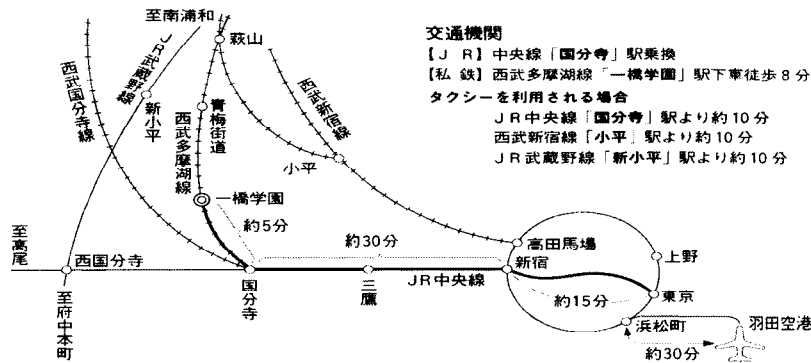 至南浦和
萩山
JR武蔵野線
西武国分寺線
新小平
青梅街道
西武多摩湖線
西武新宿線
小平
一橋学園
約5分
約30分
至高尾
西国分寺
国分寺
三鷹
JR中央線
新宿
高田馬場
上野
東京
約15分
浜松町
羽田空港
約30分
至府中本町
交通機関
【JR】中央線「国分寺」駅乗換
【私鉄】西武多摩湖線「一橋学園」駅下車徒歩8分
タクシーを利用される場合
JR中央線「国分寺」駅より約10分
西武新宿線「小平」駅より約10分
JR武蔵野線「新小平」駅より約10分